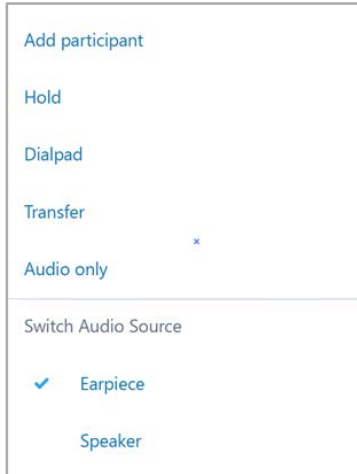 Add participant
Hold
Dialpad
Transfer
Audio only
Switch Audio Source
Earpiece
Speaker